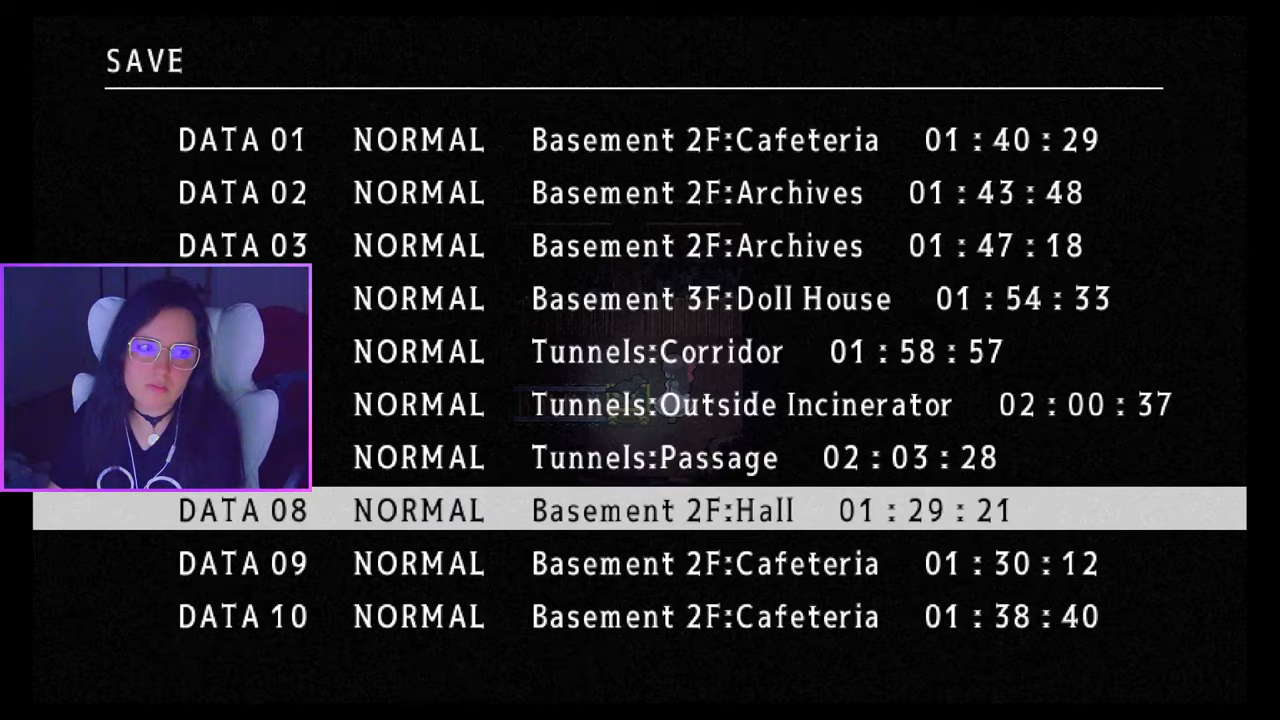 SAVE
DATA 01 NORMAL Basement 2F:Cafeteria 01:40:29
DATA 02 NORMAL Basement 2F:Archives 01:43:48
DATA 03 NORMAL Basement 2F:Archives 01:47:18
NORMAL Basement 3F:Doll House 01:54:33
NORMAL Tunnels:Corridor 01:58:57
NORMAL Tunnels:Outside Incinerator 02:00:37
NORMAL Tunnels:Passage 02:03:28
DATA 08 NORMAL Basement 2F:Hall 01:29:21
DATA 09 NORMAL Basement 2F:Cafeteria 01:30:12
DATA 10 NORMAL Basement 2F:Cafeteria 01:38:40